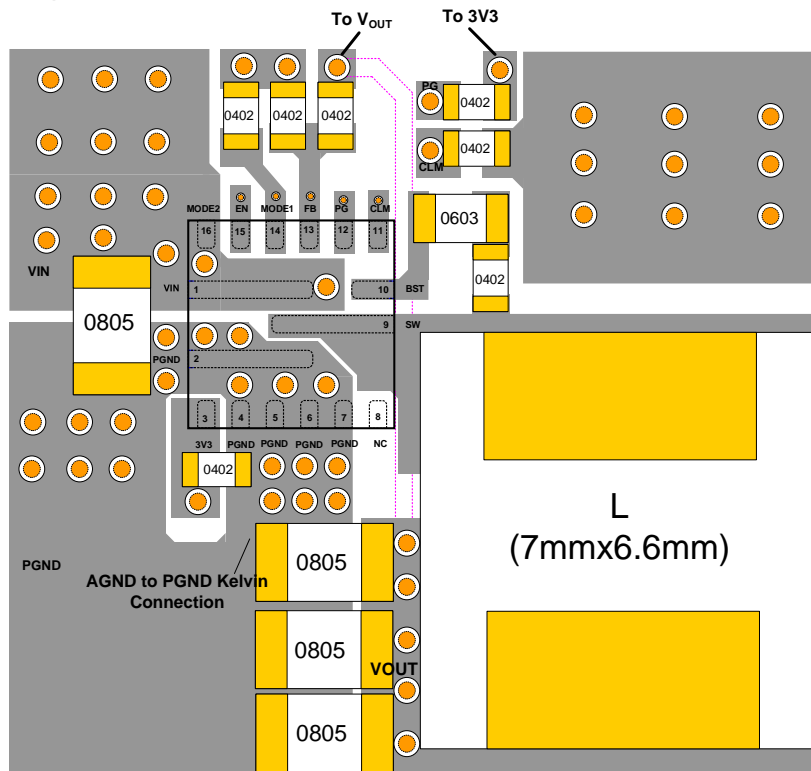 To VOUT
To 3V3
PG
0402
0402
0402
0402
0402
CLM
MODE2
EN
MODE1
FB
PG
CLM
16
15
14
13
12
11
0603
0402
VIN
VIN
1
10
BST
0805
9
SW
PGND
2
3
4
5
6
7
8
3V3
PGND
PGND
PGND
PGND
NC
0402
L
(7mmx6.6mm)
PGND
AGND to PGND Kelvin
Connection
0805
0805
VOUT
0805